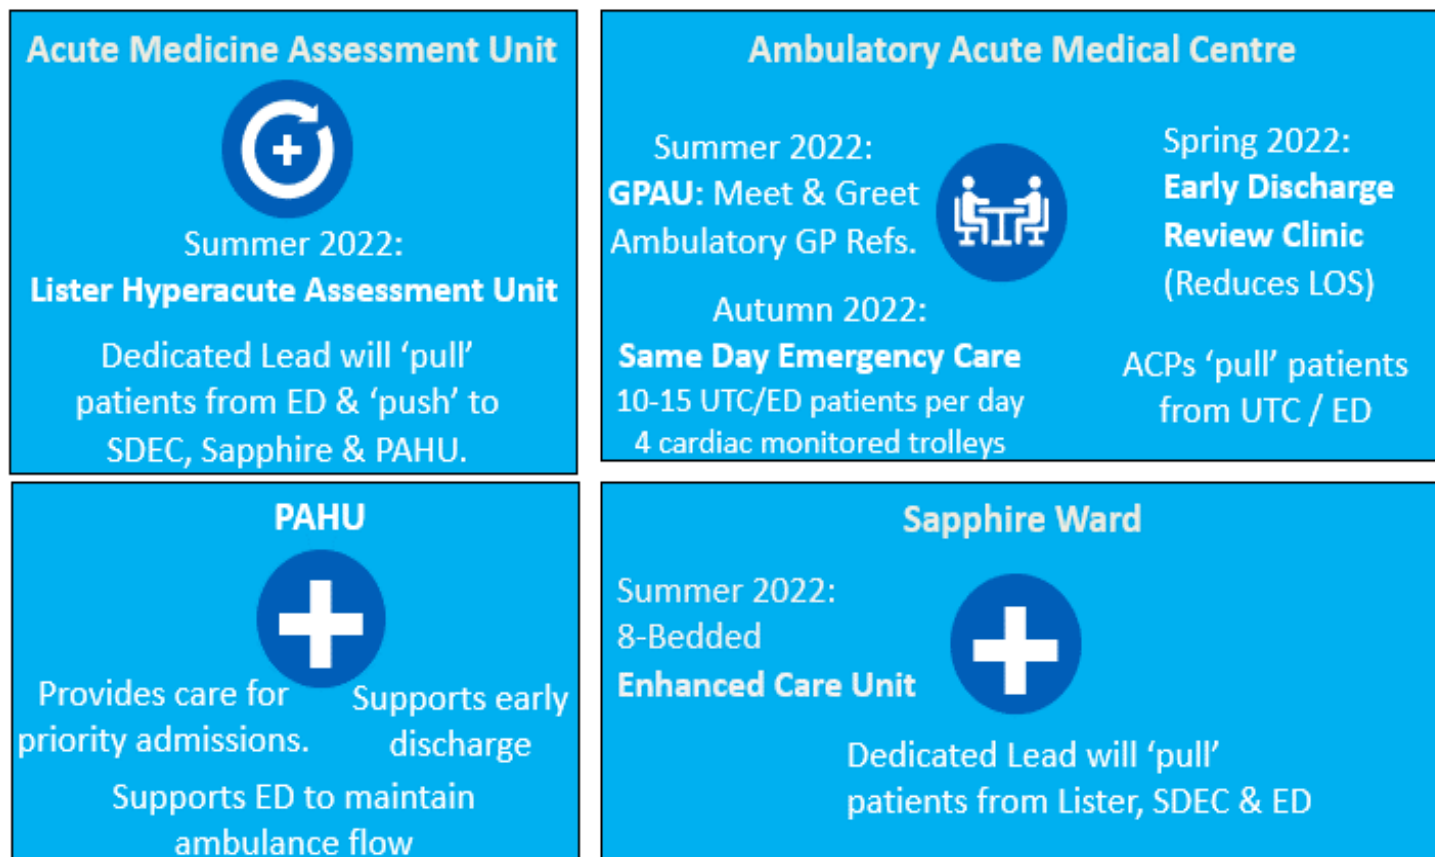 Acute Medicine Assessment Unit
Summer 2022:
Lister Hyperacute Assessment Unit
Dedicated Lead will ‘pull’
patients from ED & ‘push’ to
SDEC, Sapphire & PAHU.
Ambulatory Acute Medical Centre
Summer 2022:
GPAU: Meet & Greet
Ambulatory GP Refs.
Autumn 2022:
Same Day Emergency Care
10-15 UTC/ED patients per day
4 cardiac monitored trolleys
Spring 2022:
Early Discharge
Review Clinic
(Reduces LOS)
ACPs ‘pull’ patients
from UTC / ED
PAHU
Provides care for
priority admissions.
Supports early
discharge
Supports ED to maintain
ambulance flow
Sapphire Ward
Summer 2022:
8-Bedded
Enhanced Care Unit
Dedicated Lead will ‘pull’
patients from Lister, SDEC & ED